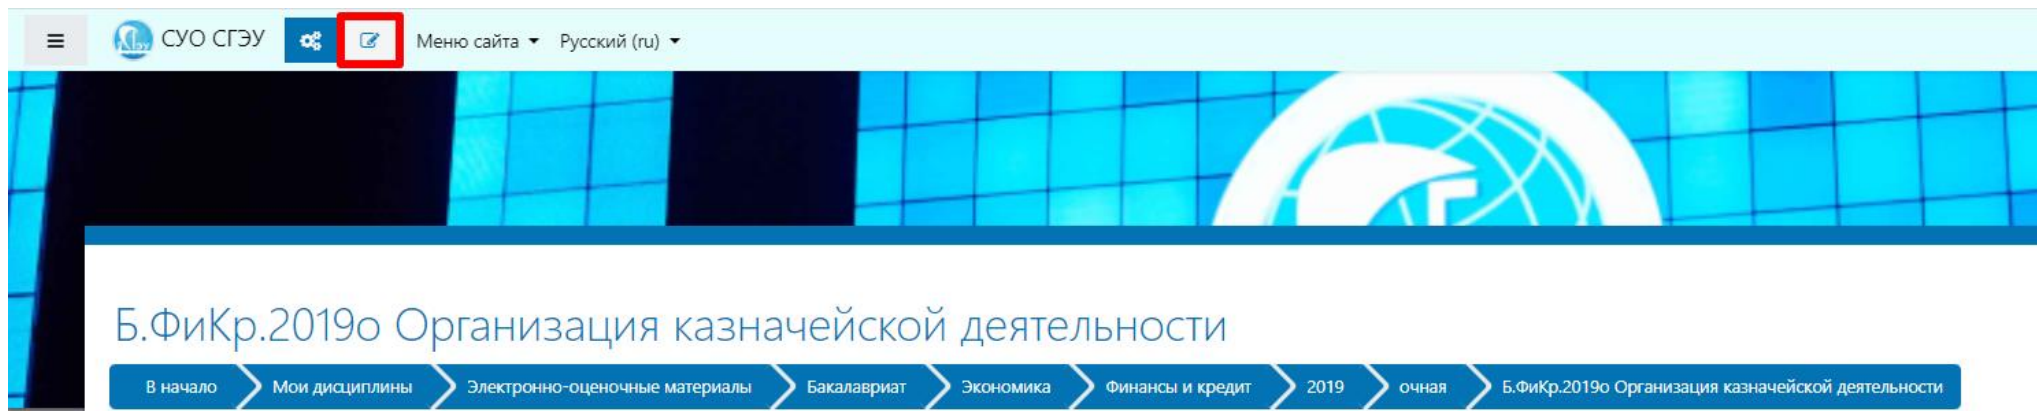 СУО СГЭУ Меню сайта Русский (ru)
Б.ФиКр.2019о Организация казначейской деятельности
В начало Мои дисциплины Электронно-оценочные материалы Бакалавриат Экономика Финансы и кредит 2019 очная Б.ФиКр.2019о Организация казначейской деятельности